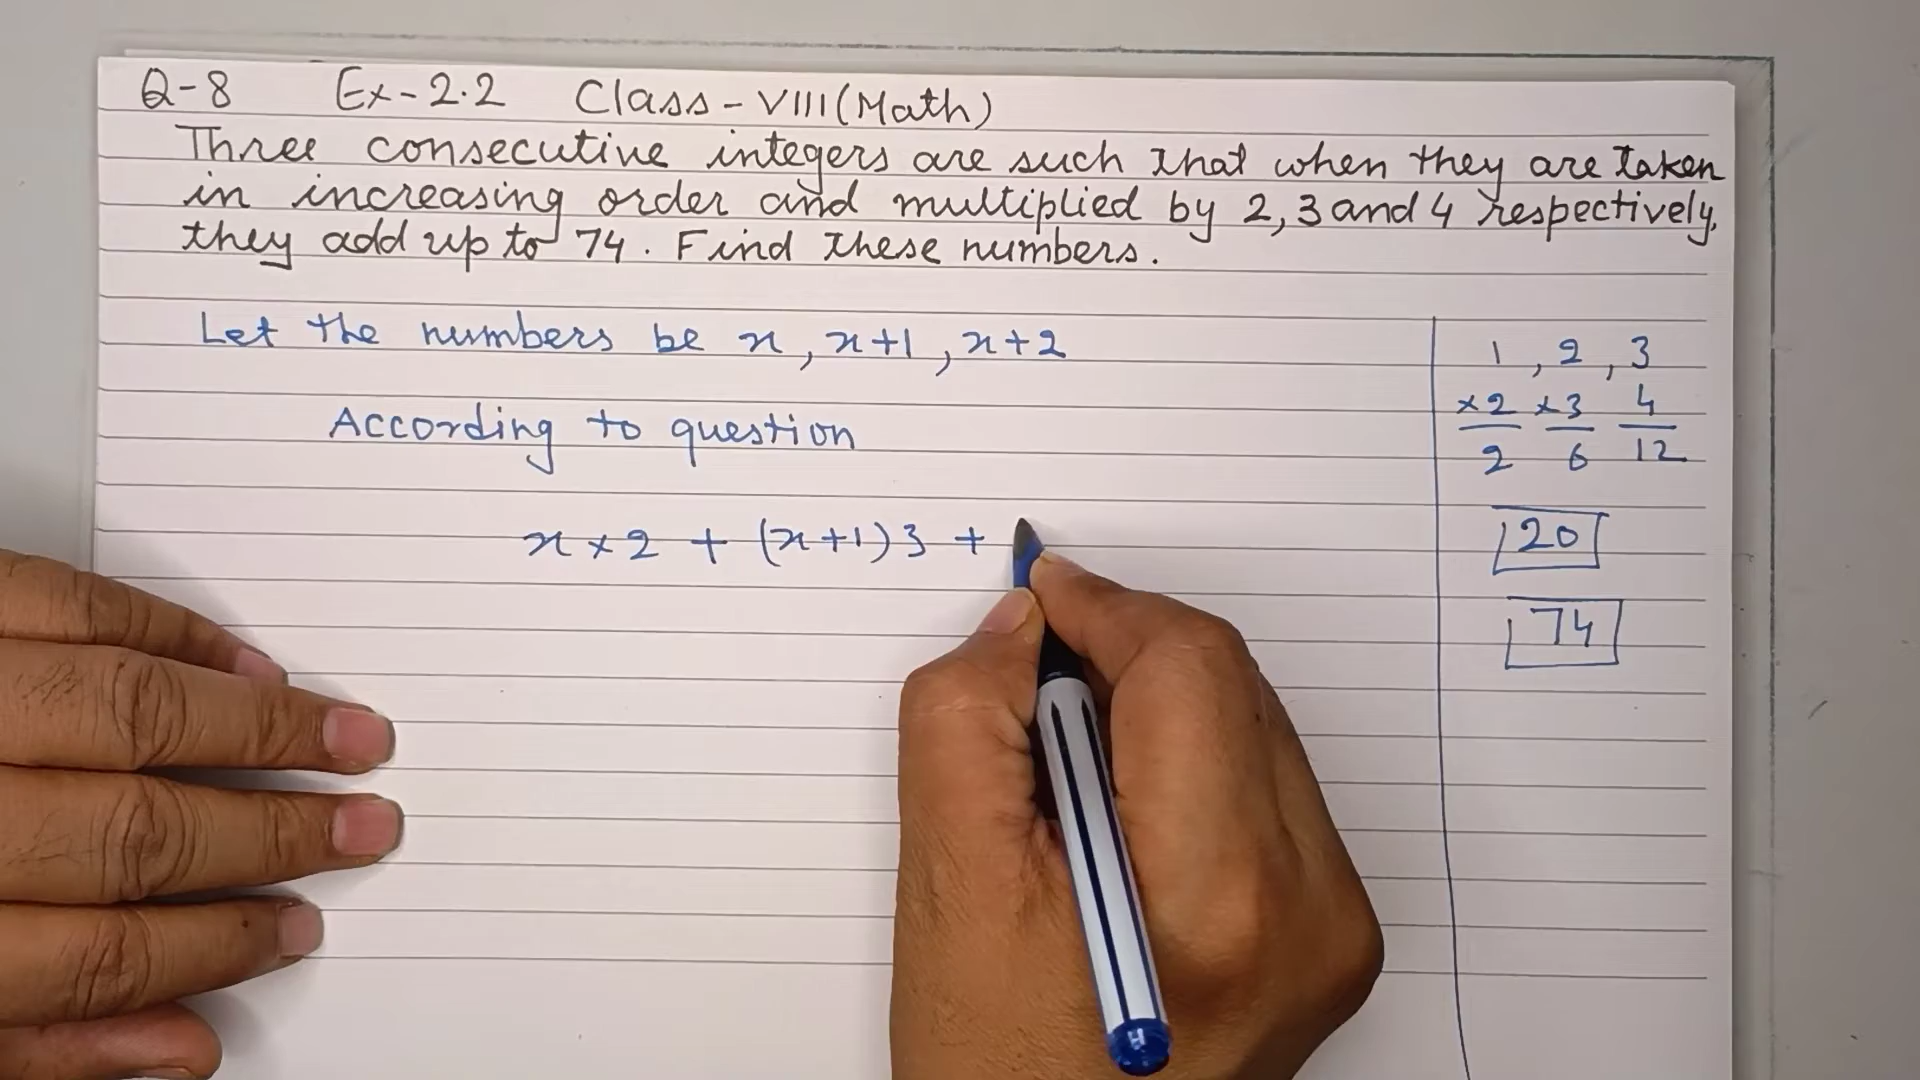 Q-8 Ex-2.2 Class-VIII(Math)
Three consecutive integers are such that when they are taken
in increasing order and multiplied by 2, 3 and 4 respectively,
they add up to 74. Find these numbers.
Let the numbers be x, x+1, x+2
According to question
x × 2 + (x+1)3 +
1, 2, 3
×2 ×3 4
2 6 12
20
74